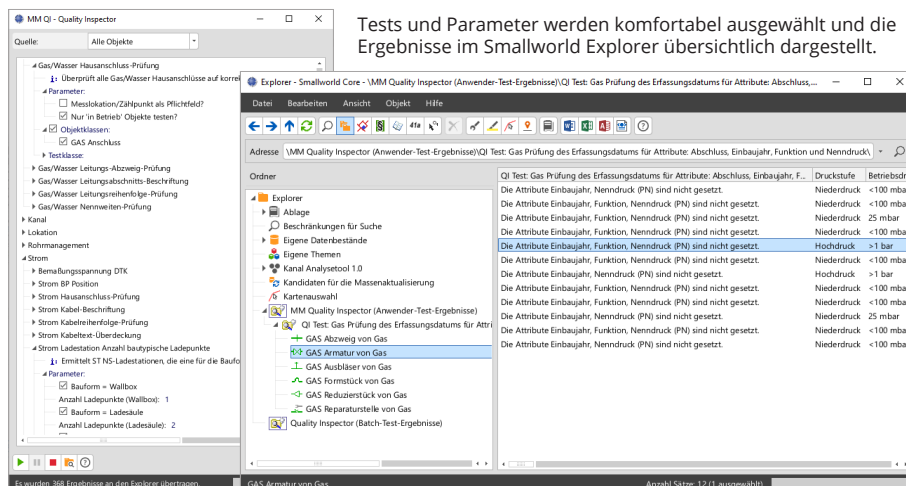 Tests und Parameter werden komfortabel ausgewählt und die
Ergebnisse im Smallworld Explorer übersichtlich dargestellt.
MM QI - Quality Inspector
Quelle: Alle Objekte
Gas/Wasser Hausanschluss-Prüfung
i: Überprüft alle Gas/Wasser Hausanschlüsse auf korre
Parameter:
Messlokation/Zählpunkt als Pflichtfeld?
Nur 'in Betrieb' Objekte testen?
Objektklassen:
GAS Anschluss
Testklasse:
Gas/Wasser Leitungs-Abzweig-Prüfung
Gas/Wasser Leitungsabschnitts-Beschriftung
Gas/Wasser Leitungsreihenfolge-Prüfung
Gas/Wasser Nennweiten-Prüfung
Kanal
Lokation
Rohrmanagement
Strom
Bemaßungsspannung DTK
Strom BP Position
Strom Hausanschluss-Prüfung
Strom Kabel-Beschriftung
Strom Kabelreihenfolge-Prüfung
Strom Kabeltext-Überdeckung
Strom Ladestation Anzahl bautypische Ladepunkte
i: Ermittelt ST NS-Ladestationen, die eine für die Baufo
Parameter:
Bauform = Wallbox
Anzahl Ladepunkte (Wallbox): 1
Bauform = Ladesäule
Anzahl Ladepunkte (Ladesäule): 2
Es wurden 368 Ergebnisse an den Explorer übertragen.
Explorer - Smallworld Core - \MM Quality Inspector (Anwender-Test-Ergebnisse)\QI Test: Gas Prüfung des Erfassungsdatums für Attribute: Abschluss,...
Datei Bearbeiten Ansicht Objekt Hilfe
Adresse \MM Quality Inspector (Anwender-Test-Ergebnisse)\QI Test: Gas Prüfung des Erfassungsdatums für Attribute: Abschluss, Einbaujahr, Funktion und Nenndruck\
Ordner
Explorer
Ablage
Beschränkungen für Suche
Eigene Datenbestände
Eigene Themen
Kanal Analysetool 1.0
Kandidaten für die Massenaktualisierung
Kartenauswahl
MM Quality Inspector (Anwender-Test-Ergebnisse)
QI Test: Gas Prüfung des Erfassungsdatums für Attri
GAS Abzweig von Gas
GAS Armatur von Gas
GAS Ausbläser von Gas
GAS Formstück von Gas
GAS Reduzierstück von Gas
GAS Reparaturstelle von Gas
Quality Inspector (Batch-Test-Ergebnisse)
QI Test: Gas Prüfung des Erfassungsdatums für Attribute: Abschluss, Einbaujahr, F... Druckstufe Betriebsdr
Die Attribute Einbaujahr, Nenndruck (PN) sind nicht gesetzt. Niederdruck <100 mba
Die Attribute Einbaujahr, Funktion, Nenndruck (PN) sind nicht gesetzt. Niederdruck <100 mba
Die Attribute Einbaujahr, Funktion, Nenndruck (PN) sind nicht gesetzt. Niederdruck 25 mbar
Die Attribute Einbaujahr, Funktion, Nenndruck (PN) sind nicht gesetzt. Niederdruck <100 mba
Die Attribute Einbaujahr, Funktion, Nenndruck (PN) sind nicht gesetzt. Hochdruck >1 bar
Die Attribute Einbaujahr, Funktion, Nenndruck (PN) sind nicht gesetzt. Niederdruck <100 mba
Die Attribute Einbaujahr, Nenndruck (PN) sind nicht gesetzt. Hochdruck >1 bar
Die Attribute Einbaujahr, Funktion, Nenndruck (PN) sind nicht gesetzt. Niederdruck <100 mba
Die Attribute Einbaujahr, Funktion, Nenndruck (PN) sind nicht gesetzt. Niederdruck <100 mba
Die Attribute Einbaujahr, Funktion, Nenndruck (PN) sind nicht gesetzt. Niederdruck 25 mbar
Die Attribute Einbaujahr, Funktion, Nenndruck (PN) sind nicht gesetzt. Niederdruck <100 mba
Die Attribute Einbaujahr, Nenndruck (PN) sind nicht gesetzt. Niederdruck <100 mba
GAS Armatur von Gas Anzahl Sätze: 12 (1 ausgewählt)